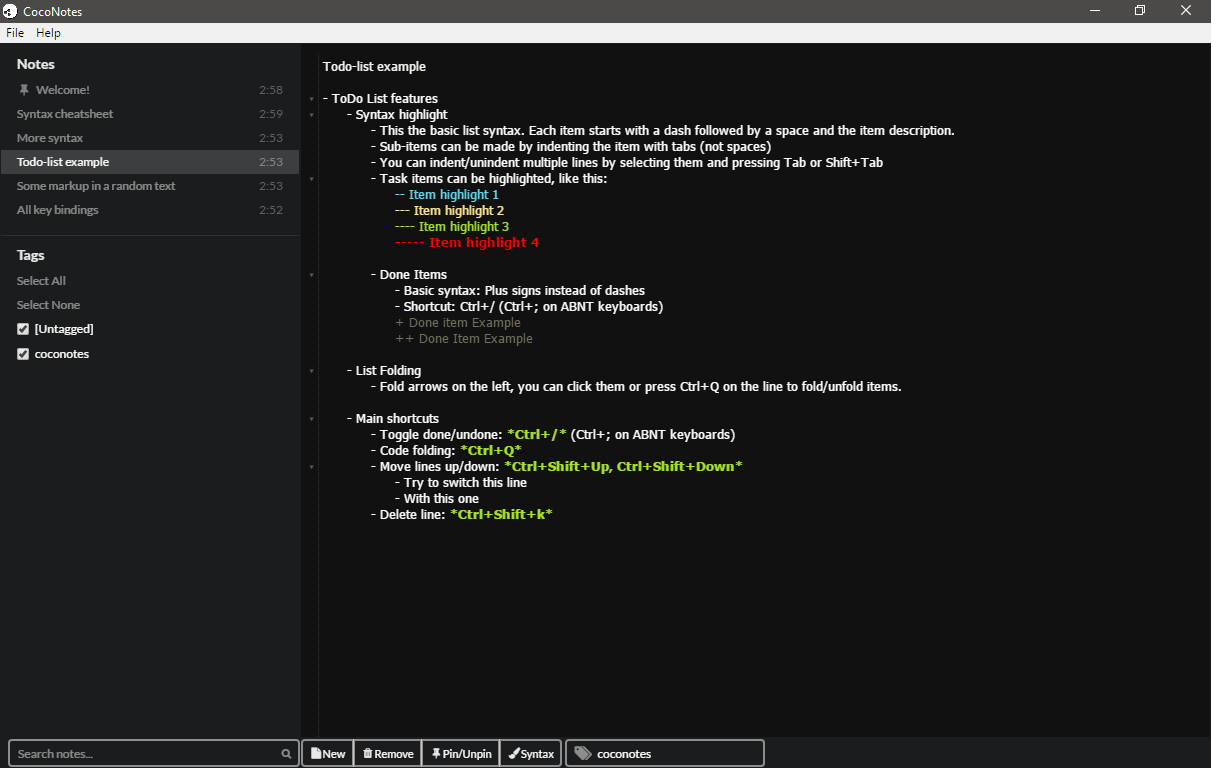 CocoNotes
File Help
Notes
Welcome! 2:58
Syntax cheatsheet 2:59
More syntax 2:53
Todo-list example 2:53
Some markup in a random text 2:53
All key bindings 2:52
Tags
Select All
Select None
[Untagged]
coconotes
Todo-list example
- ToDo List features
- Syntax highlight
- This the basic list syntax. Each item starts with a dash followed by a space and the item description.
- Sub-items can be made by indenting the item with tabs (not spaces)
- You can indent/unindent multiple lines by selecting them and pressing Tab or Shift+Tab
- Task items can be highlighted, like this:
-- Item highlight 1
--- Item highlight 2
---- Item highlight 3
----- Item highlight 4
- Done Items
- Basic syntax: Plus signs instead of dashes
- Shortcut: Ctrl+/ (Ctrl+; on ABNT keyboards)
+ Done item Example
++ Done Item Example
- List Folding
- Fold arrows on the left, you can click them or press Ctrl+Q on the line to fold/unfold items.
- Main shortcuts
- Toggle done/undone: *Ctrl+/* (Ctrl+; on ABNT keyboards)
- Code folding: *Ctrl+Q*
- Move lines up/down: *Ctrl+Shift+Up, Ctrl+Shift+Down*
- Try to switch this line
- With this one
- Delete line: *Ctrl+Shift+k*
Search notes... New Remove Pin/Unpin Syntax coconotes